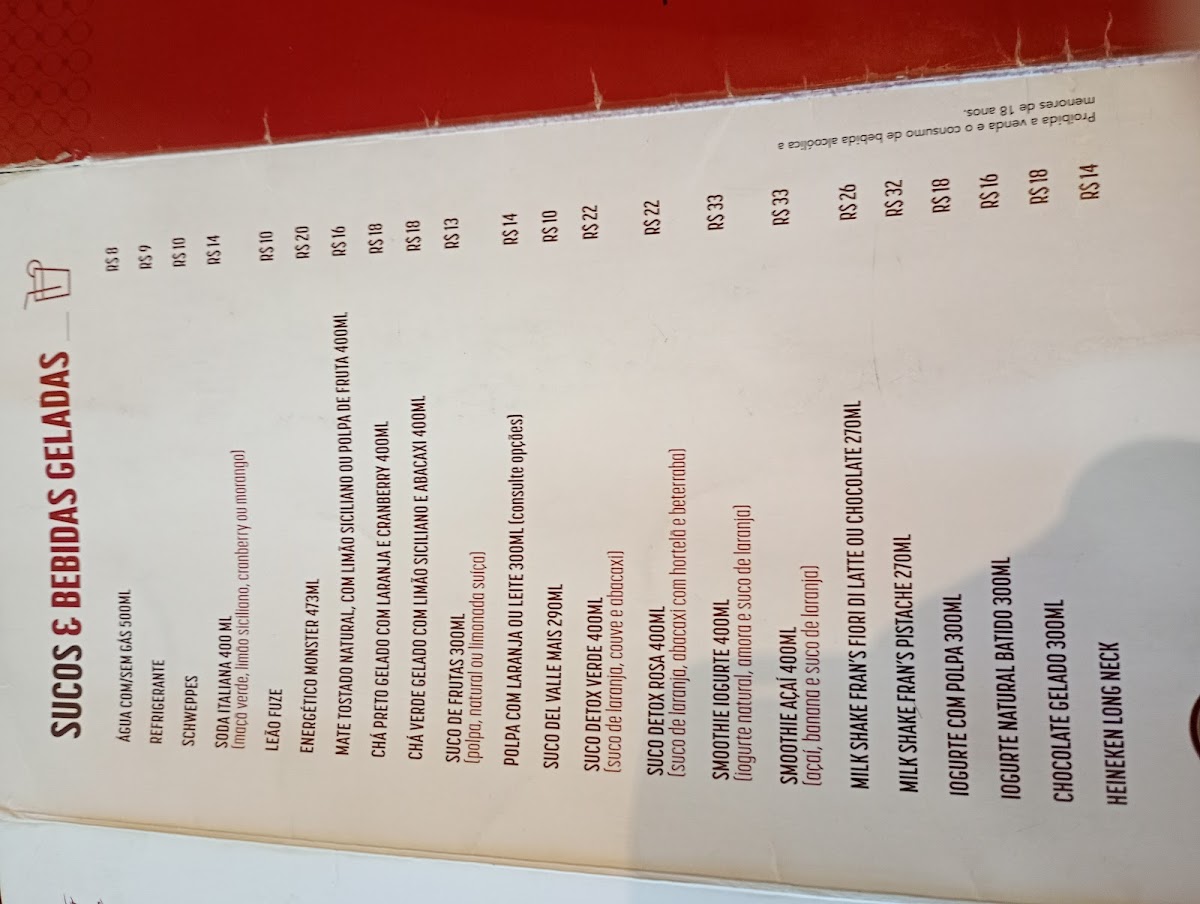 SUCOS & BEBIDAS GELADAS
ÁGUA COM/SEM GÁS 500ML R$ 8
REFRIGERANTE R$ 9
SCHWEPPES R$ 10
SODA ITALIANA 400 ML R$ 14
(maçã verde, limão siciliano, cranberry ou morango)
LEÃO FUZE R$ 10
ENERGÉTICO MONSTER 473ML R$ 20
MATE TOSTADO NATURAL, COM LIMÃO SICILIANO OU POLPA DE FRUTA 400ML R$ 16
CHÁ PRETO GELADO COM LARANJA E CRANBERRY 400ML R$ 18
CHÁ VERDE GELADO COM LIMÃO SICILIANO E ABACAXI 400ML R$ 18
SUCO DE FRUTAS 300ML R$ 13
(polpa, natural ou limonada suíça)
POLPA COM LARANJA OU LEITE 300ML (consulte opções) R$ 14
SUCO DEL VALLE MAIS 290ML R$ 10
SUCO DETOX VERDE 400ML R$ 22
(suco de laranja, couve e abacaxi)
SUCO DETOX ROSA 400ML R$ 22
(suco de laranja, abacaxi com hortelã e beterraba)
SMOOTHIE IOGURTE 400ML R$ 33
(iogurte natural, amora e suco de laranja)
SMOOTHIE AÇAÍ 400ML R$ 33
(açaí, banana e suco de laranja)
MILK SHAKE FRAN'S FIOR DI LATTE OU CHOCOLATE 270ML R$ 26
MILK SHAKE FRAN'S PISTACHE 270ML R$ 32
IOGURTE COM POLPA 300ML R$ 18
IOGURTE NATURAL BATIDO 300ML R$ 16
CHOCOLATE GELADO 300ML R$ 18
HEINEKEN LONG NECK R$ 14
Proibida a venda e o consumo de bebida alcoólica a
menores de 18 anos.